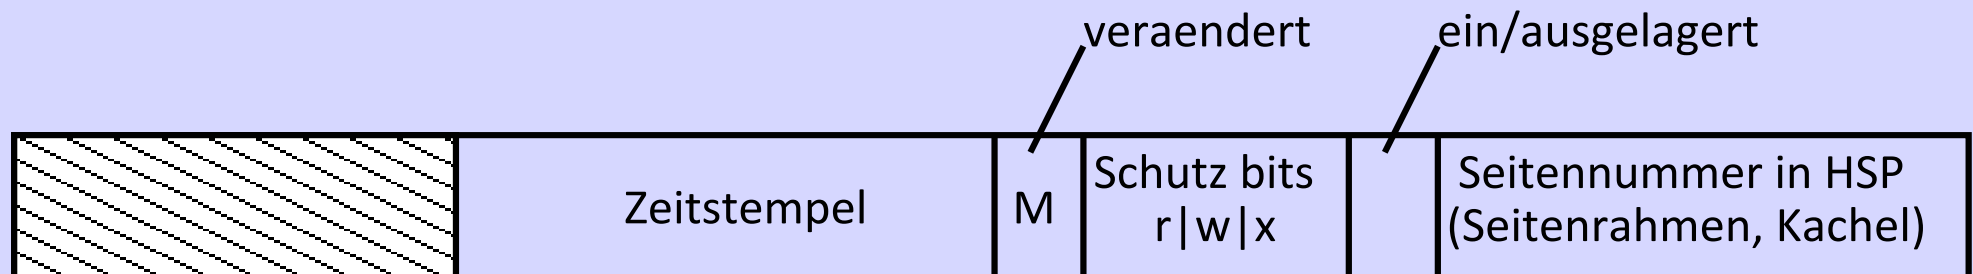 veraendert
ein/ausgelagert
Zeitstempel
M
Schutz bits
r|w|x
Seitennummer in HSP
(Seitenrahmen, Kachel)